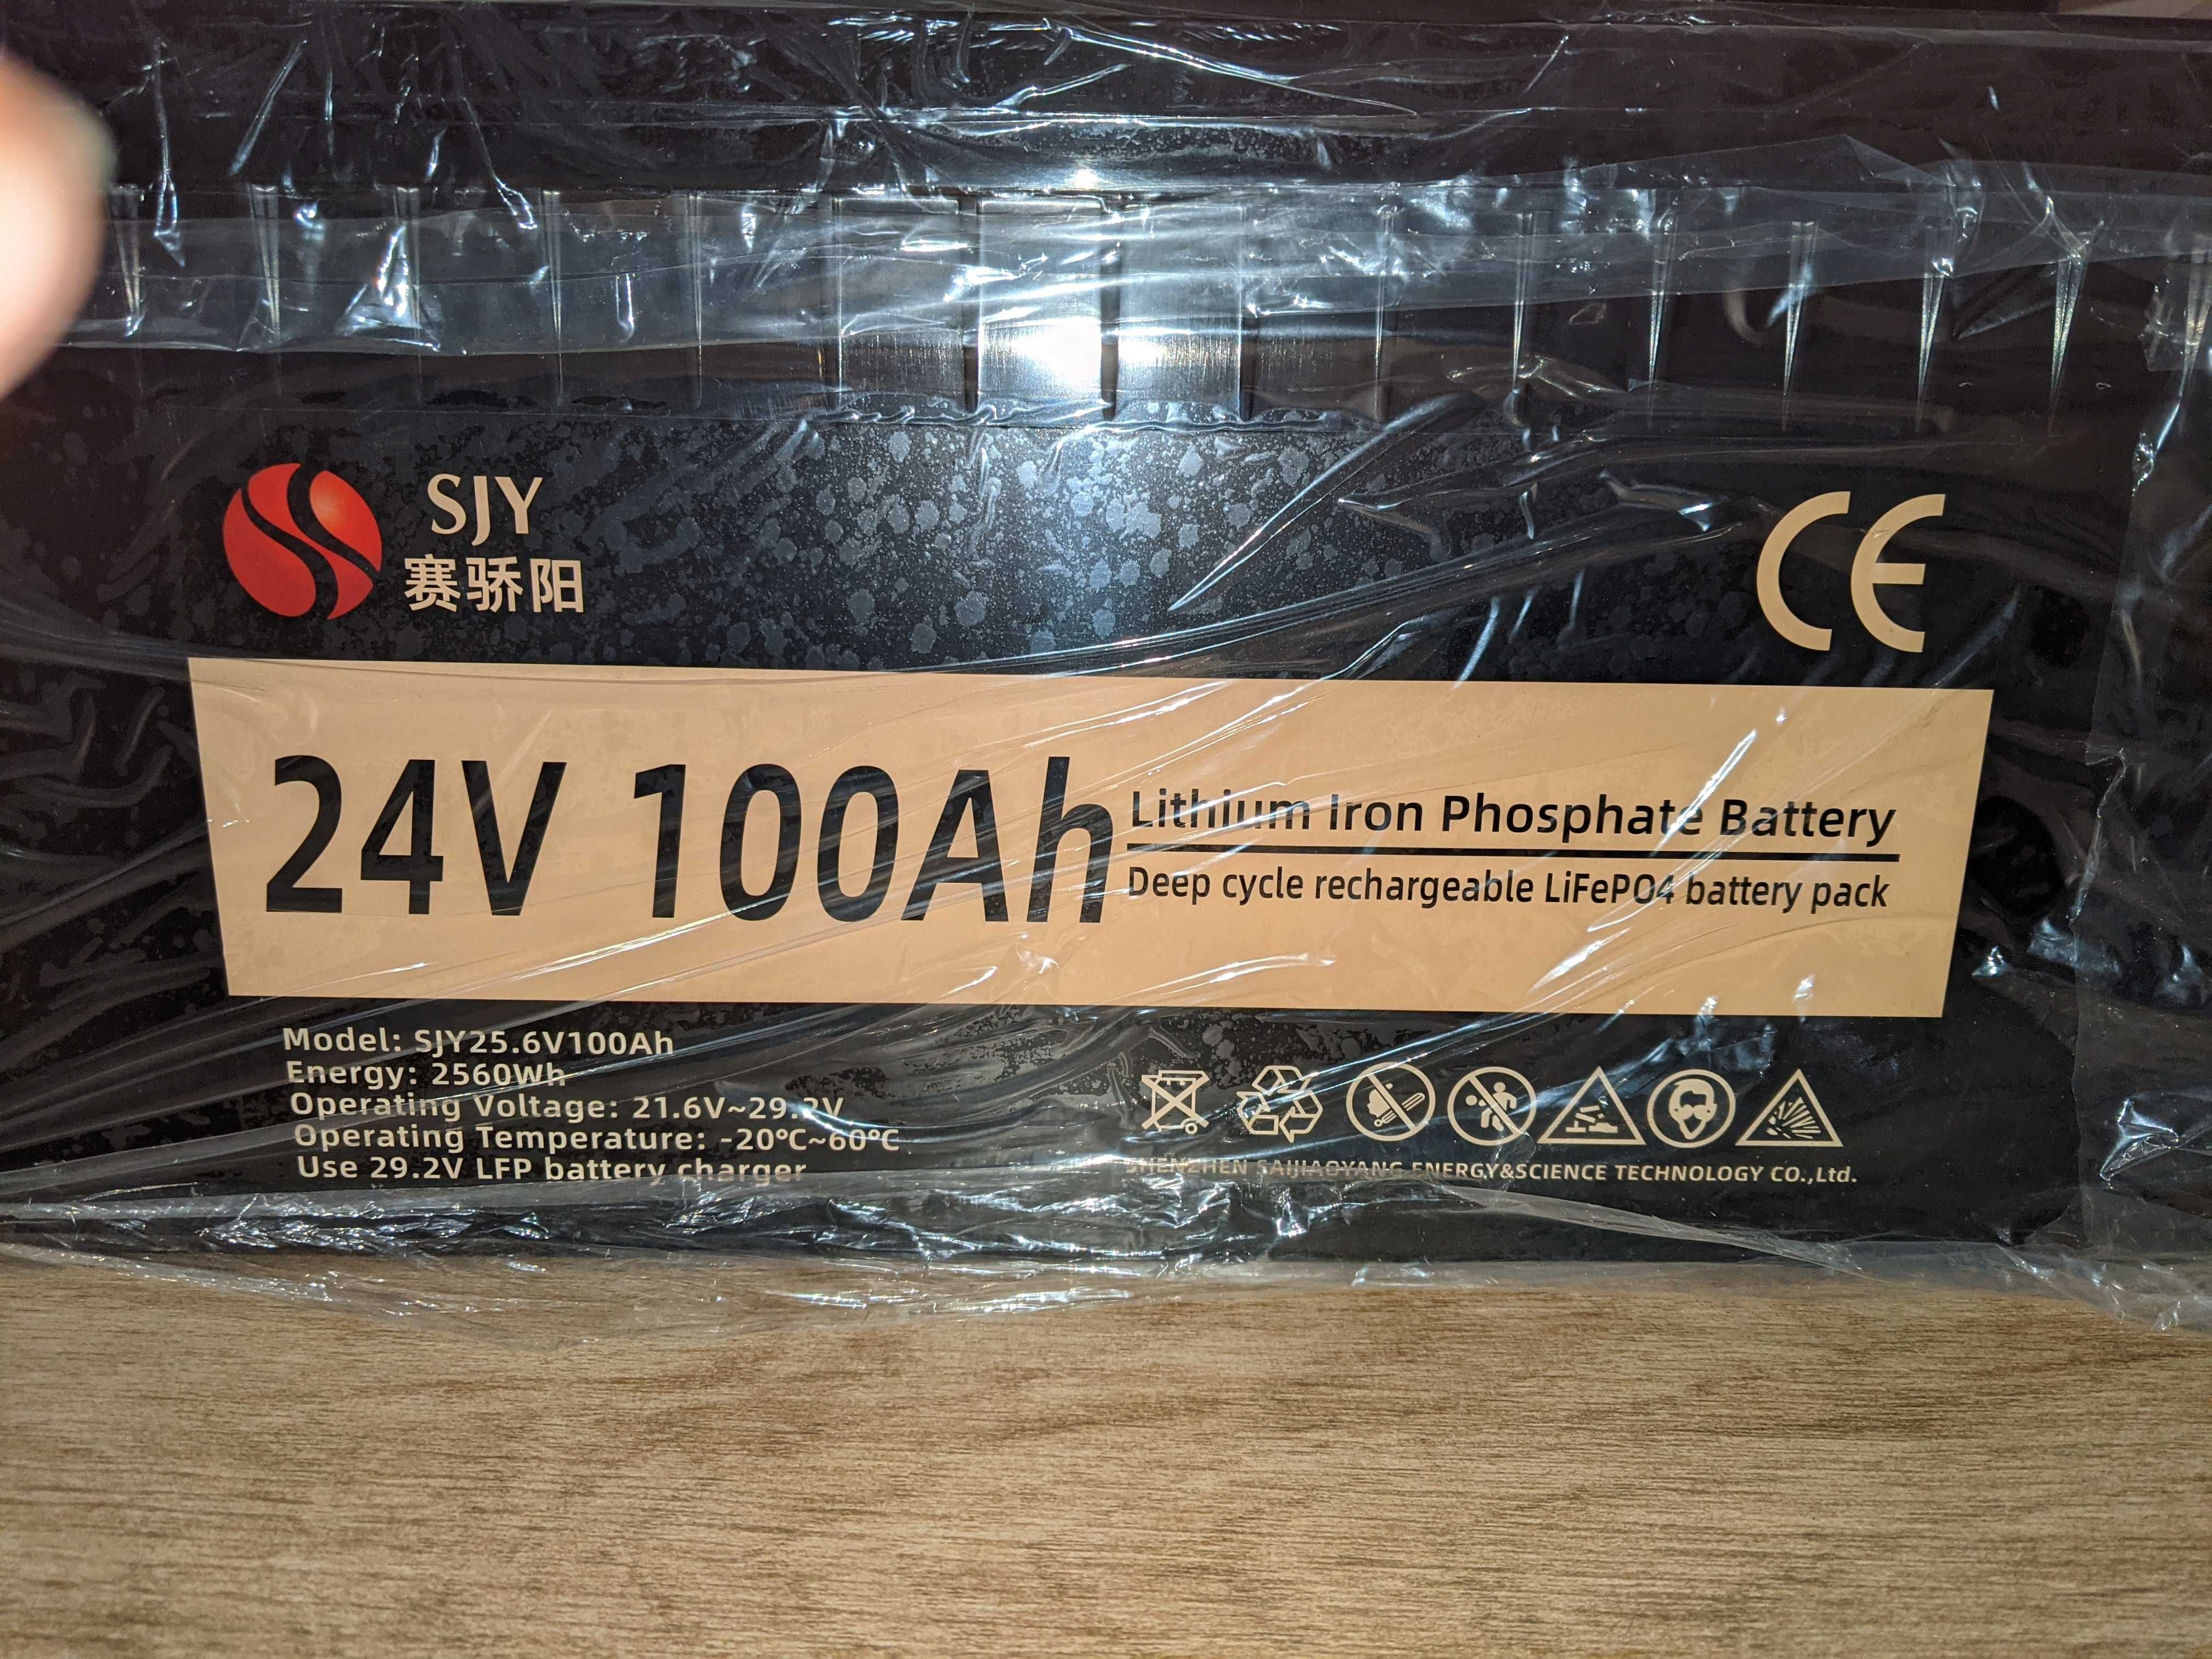 SJY
赛骄阳
CE
24V 100Ah
Lithium Iron Phosphate Battery
Deep cycle rechargeable LiFePO4 battery pack
Model: SJY25.6V100Ah
Energy: 2560Wh
Operating Voltage: 21.6V~29.2V
Operating Temperature: -20°C~60°C
Use 29.2V LFP battery charger
SHENZHEN SAIJIAOYANG ENERGY&SCIENCE TECHNOLOGY CO.,Ltd.